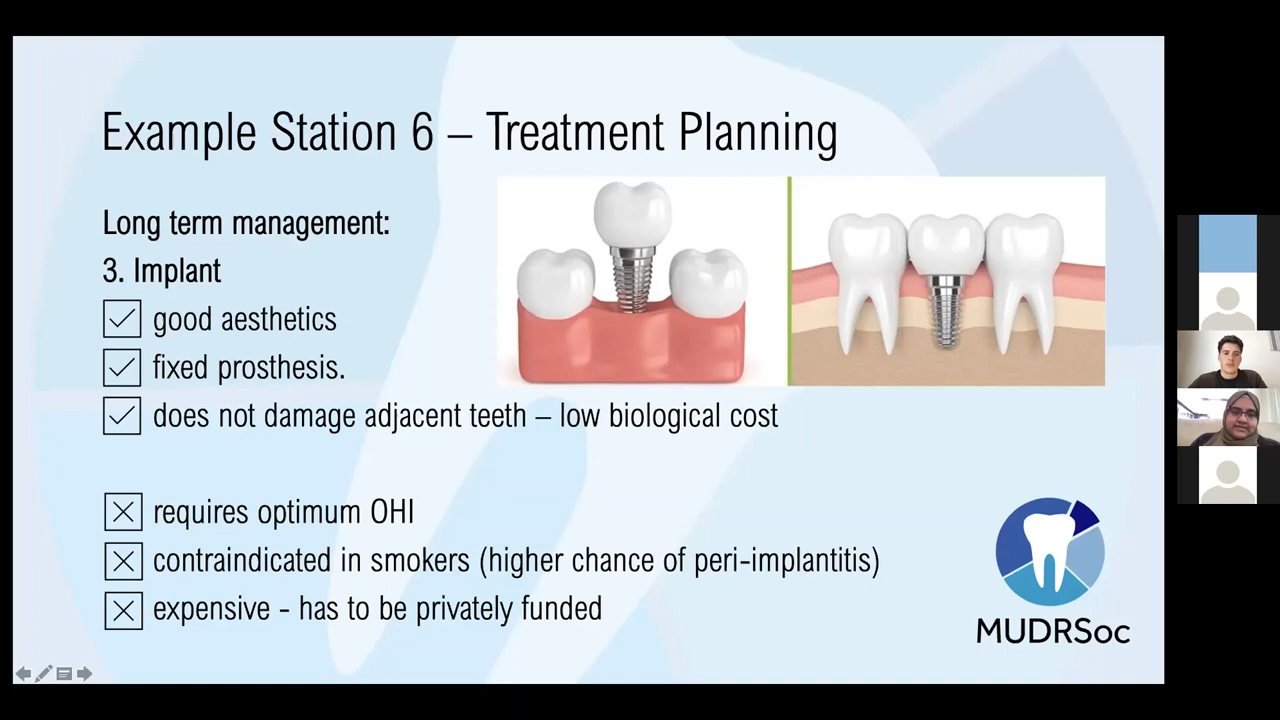 Example Station 6 – Treatment Planning
Long term management:
3. Implant
good aesthetics
fixed prosthesis.
does not damage adjacent teeth – low biological cost
requires optimum OHI
contraindicated in smokers (higher chance of peri-implantitis)
expensive - has to be privately funded
MUDRSoc